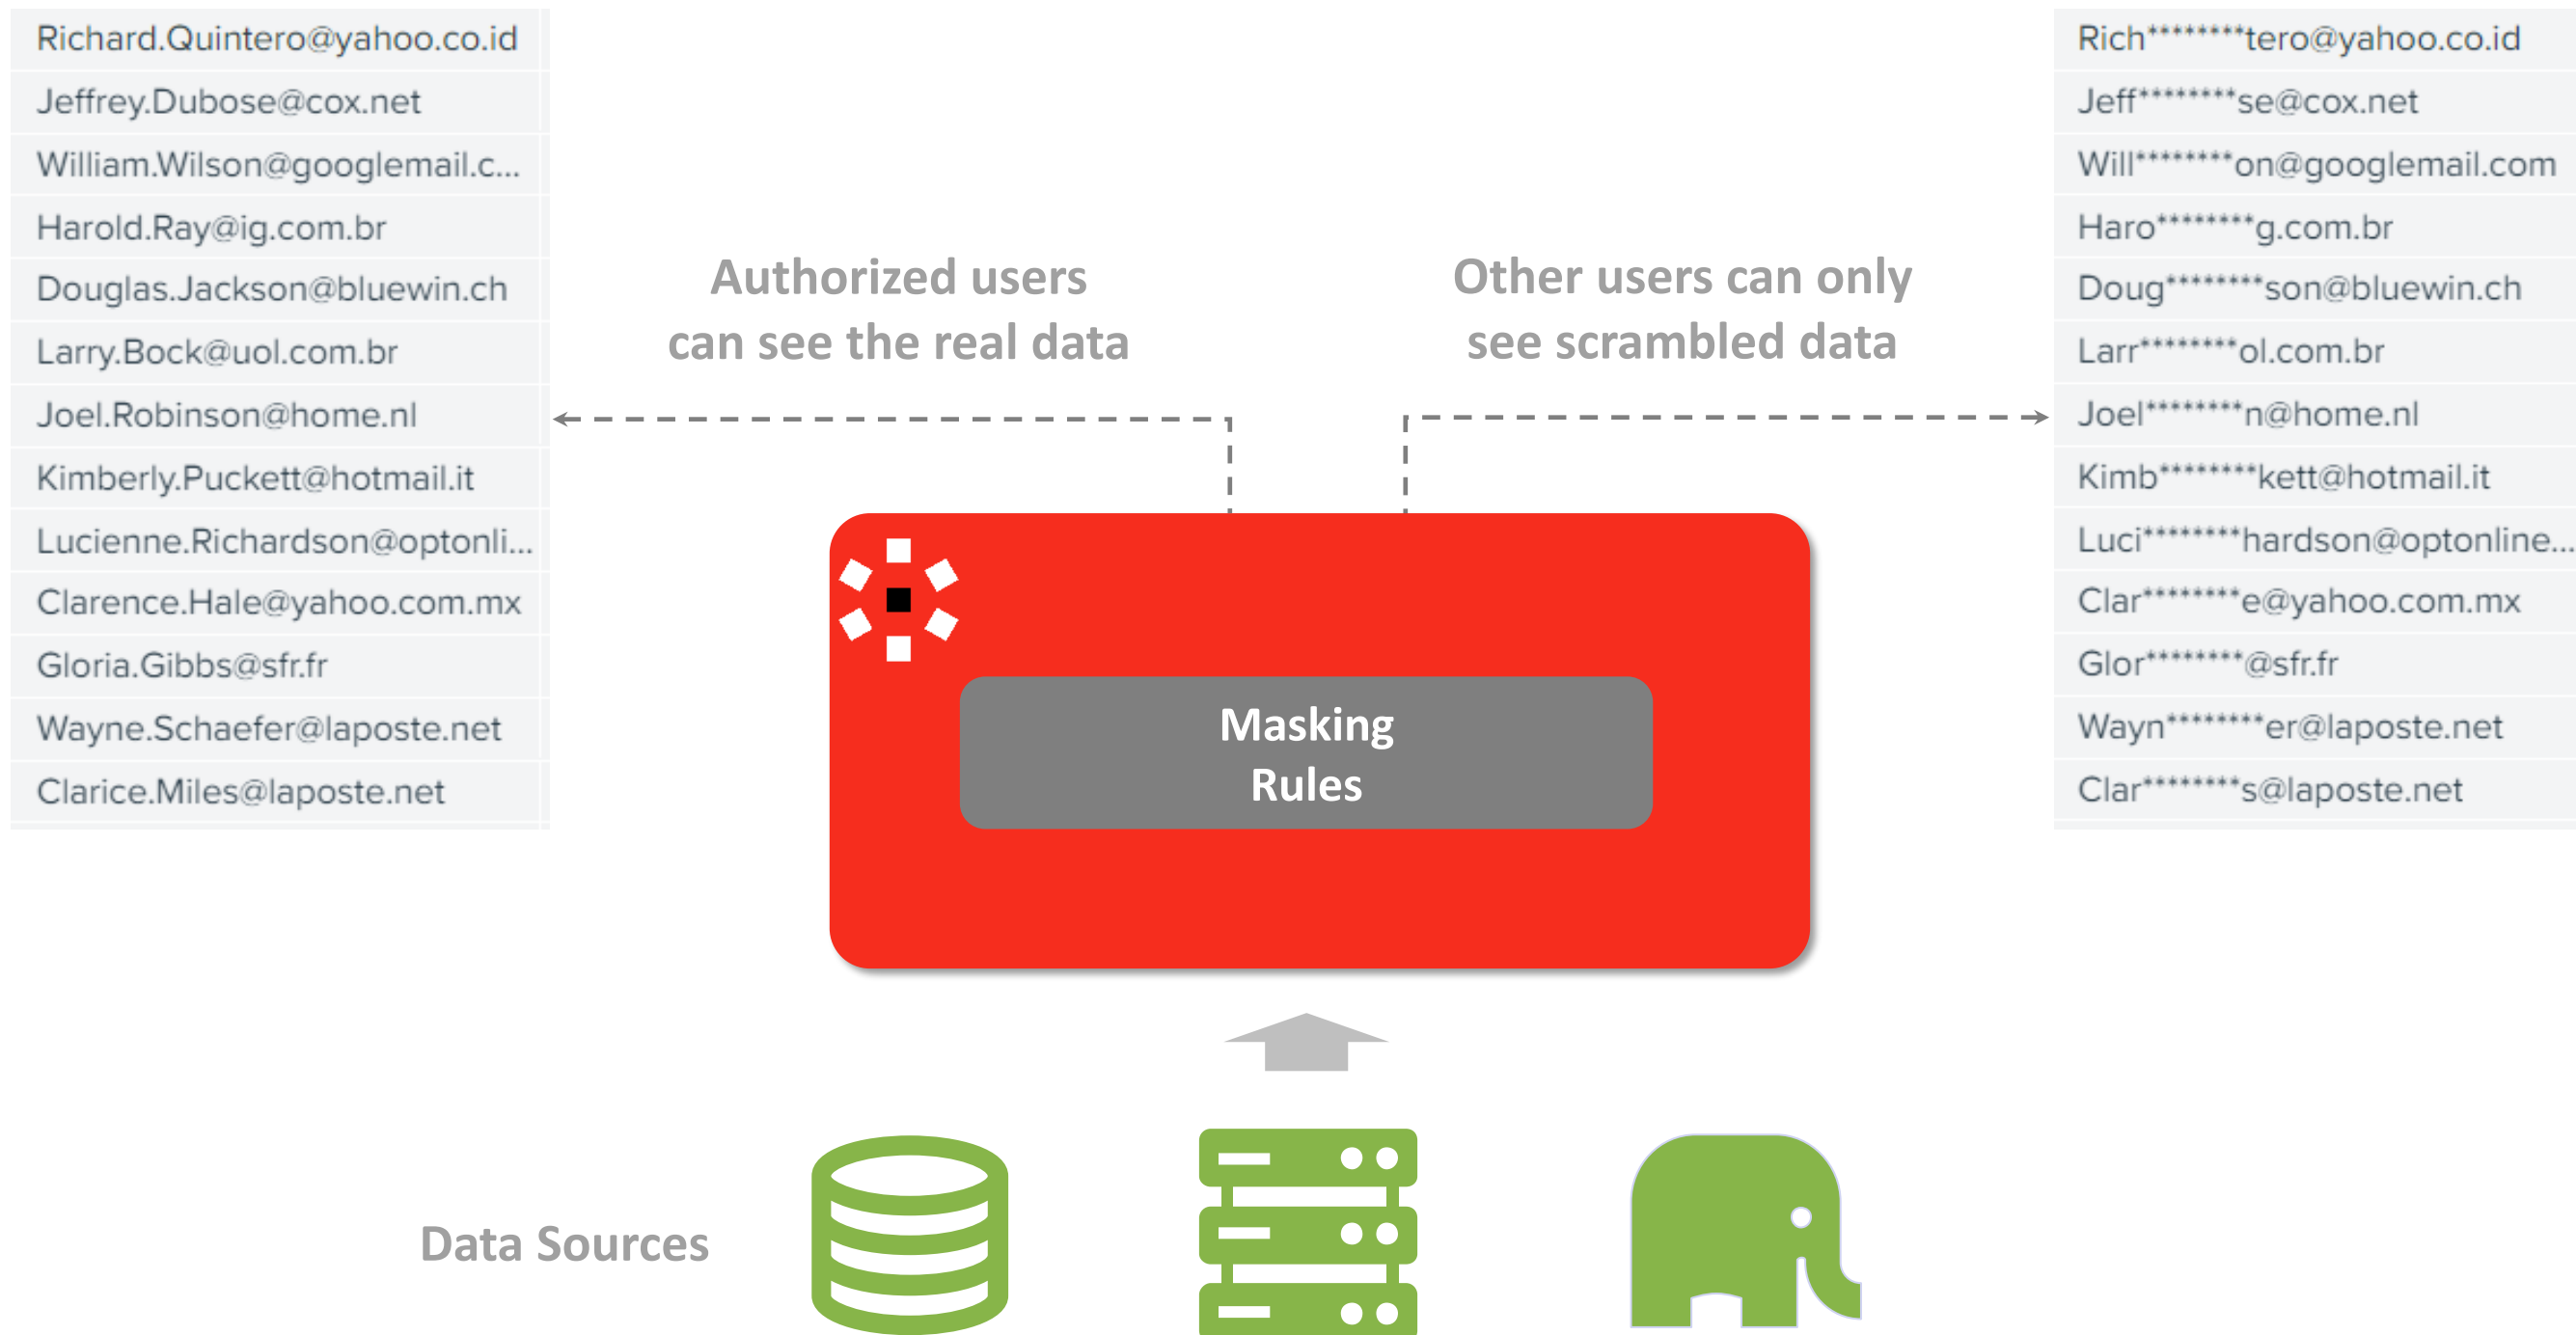 Richard.Quintero@yahoo.co.id
Jeffrey.Dubose@cox.net
William.Wilson@googlemail.c...
Harold.Ray@ig.com.br
Douglas.Jackson@bluewin.ch
Larry.Bock@uol.com.br
Joel.Robinson@home.nl
Kimberly.Puckett@hotmail.it
Lucienne.Richardson@optonli...
Clarence.Hale@yahoo.com.mx
Gloria.Gibbs@sfr.fr
Wayne.Schaefer@laposte.net
Clarice.Miles@laposte.net
Authorized users
can see the real data
Other users can only
see scrambled data
Rich********tero@yahoo.co.id
Jeff********se@cox.net
Will********on@googlemail.com
Haro********g.com.br
Doug********son@bluewin.ch
Larr********ol.com.br
Joel********n@home.nl
Kimb********kett@hotmail.it
Luci********hardson@optonline...
Clar********e@yahoo.com.mx
Glor********@sfr.fr
Wayn********er@laposte.net
Clar********s@laposte.net
Masking
Rules
Data Sources